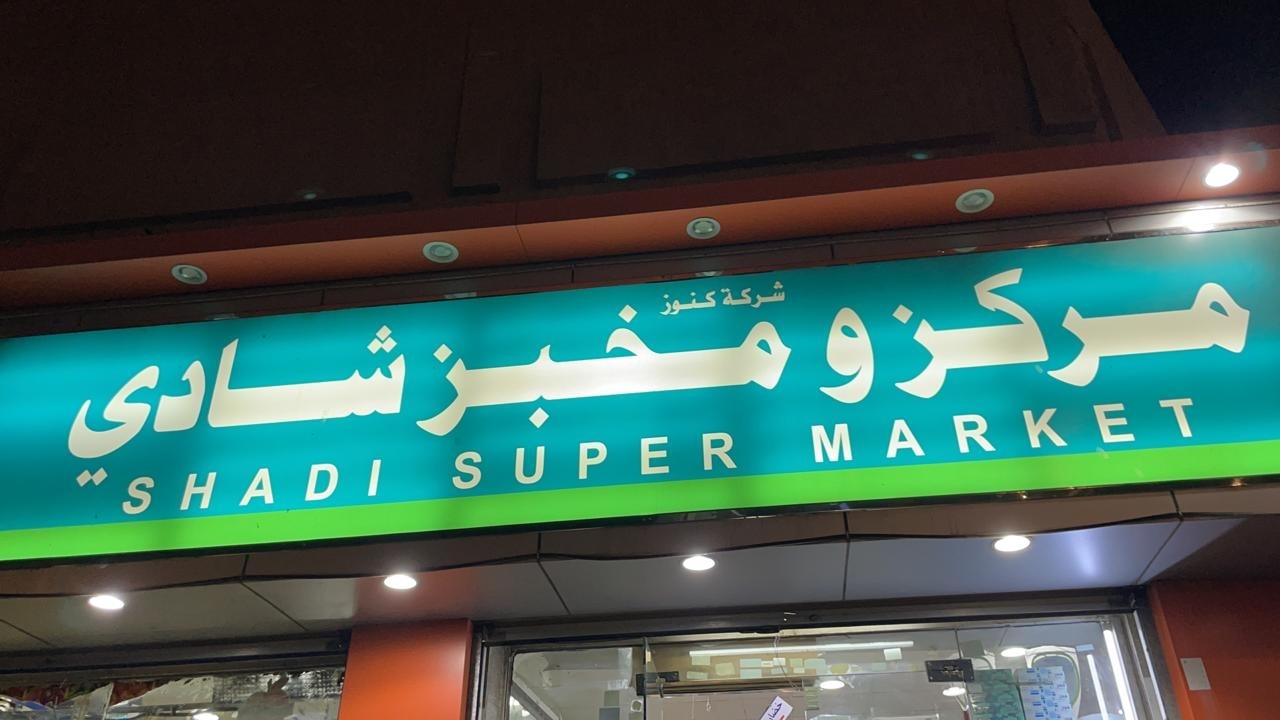 شركة كنوز
مركز و مخبز شادي
SHADI SUPER MARKET